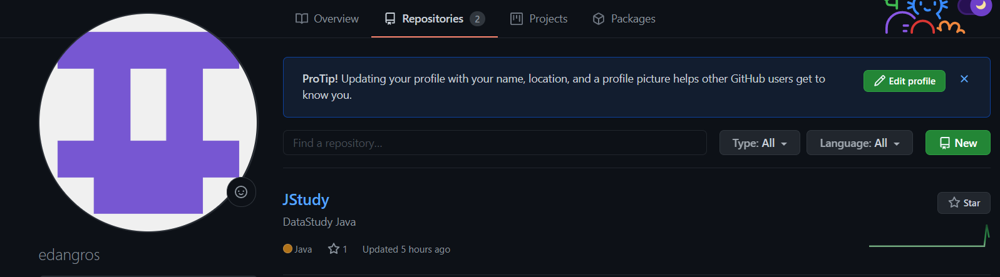 Overview Repositories 2 Projects Packages
ProTip! Updating your profile with your name, location, and a profile picture helps other GitHub users get to
know you.
Edit profile
Find a repository...
Type: All
Language: All
New
JStudy
Star
DataStudy Java
Java 1 Updated 5 hours ago
edangros